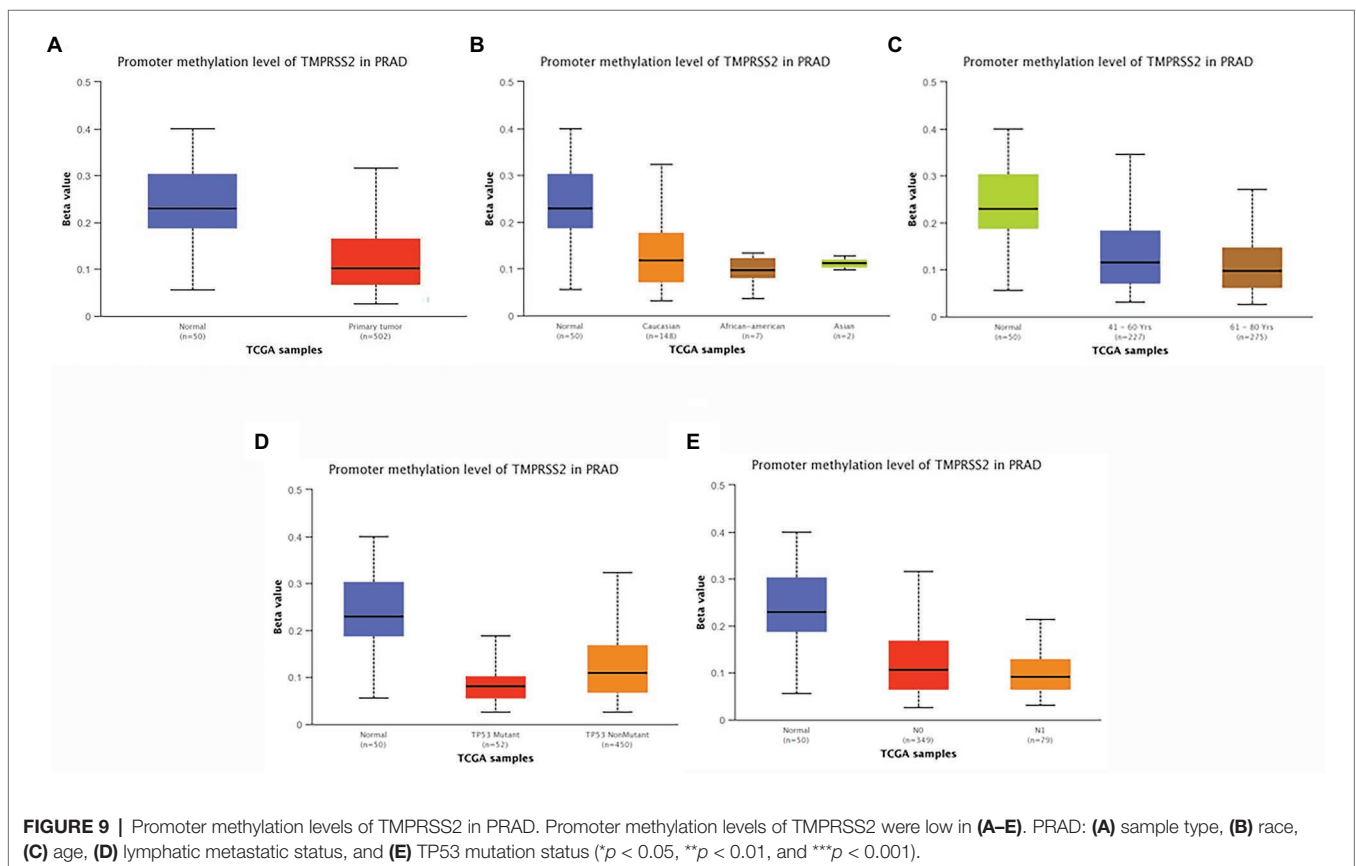 A
Promoter methylation level of TMPRSS2 in PRAD
0.5
0.4
0.3
0.2
0.1
0
Beta value
Normal
(n=50)
Primary tumor
(n=502)
TCGA samples
B
Promoter methylation level of TMPRSS2 in PRAD
0.5
0.4
0.3
0.2
0.1
0
Beta value
Normal
(n=50)
Caucasian
(n=148)
African-american
(n=7)
Asian
(n=2)
TCGA samples
C
Promoter methylation level of TMPRSS2 in PRAD
0.5
0.4
0.3
0.2
0.1
0
Beta value
Normal
(n=50)
41 - 60 Yrs
(n=227)
61 - 80 Yrs
(n=275)
TCGA samples
D
Promoter methylation level of TMPRSS2 in PRAD
0.5
0.4
0.3
0.2
0.1
0
Beta value
Normal
(n=50)
TP53 Mutant
(n=52)
TP53 NonMutant
(n=450)
TCGA samples
E
Promoter methylation level of TMPRSS2 in PRAD
0.5
0.4
0.3
0.2
0.1
0
Beta value
Normal
(n=50)
N0
(n=349)
N1
(n=79)
TCGA samples
FIGURE 9 | Promoter methylation levels of TMPRSS2 in PRAD. Promoter methylation levels of TMPRSS2 were low in (A–E). PRAD: (A) sample type, (B) race,
(C) age, (D) lymphatic metastatic status, and (E) TP53 mutation status (*p < 0.05, **p < 0.01, and ***p < 0.001).